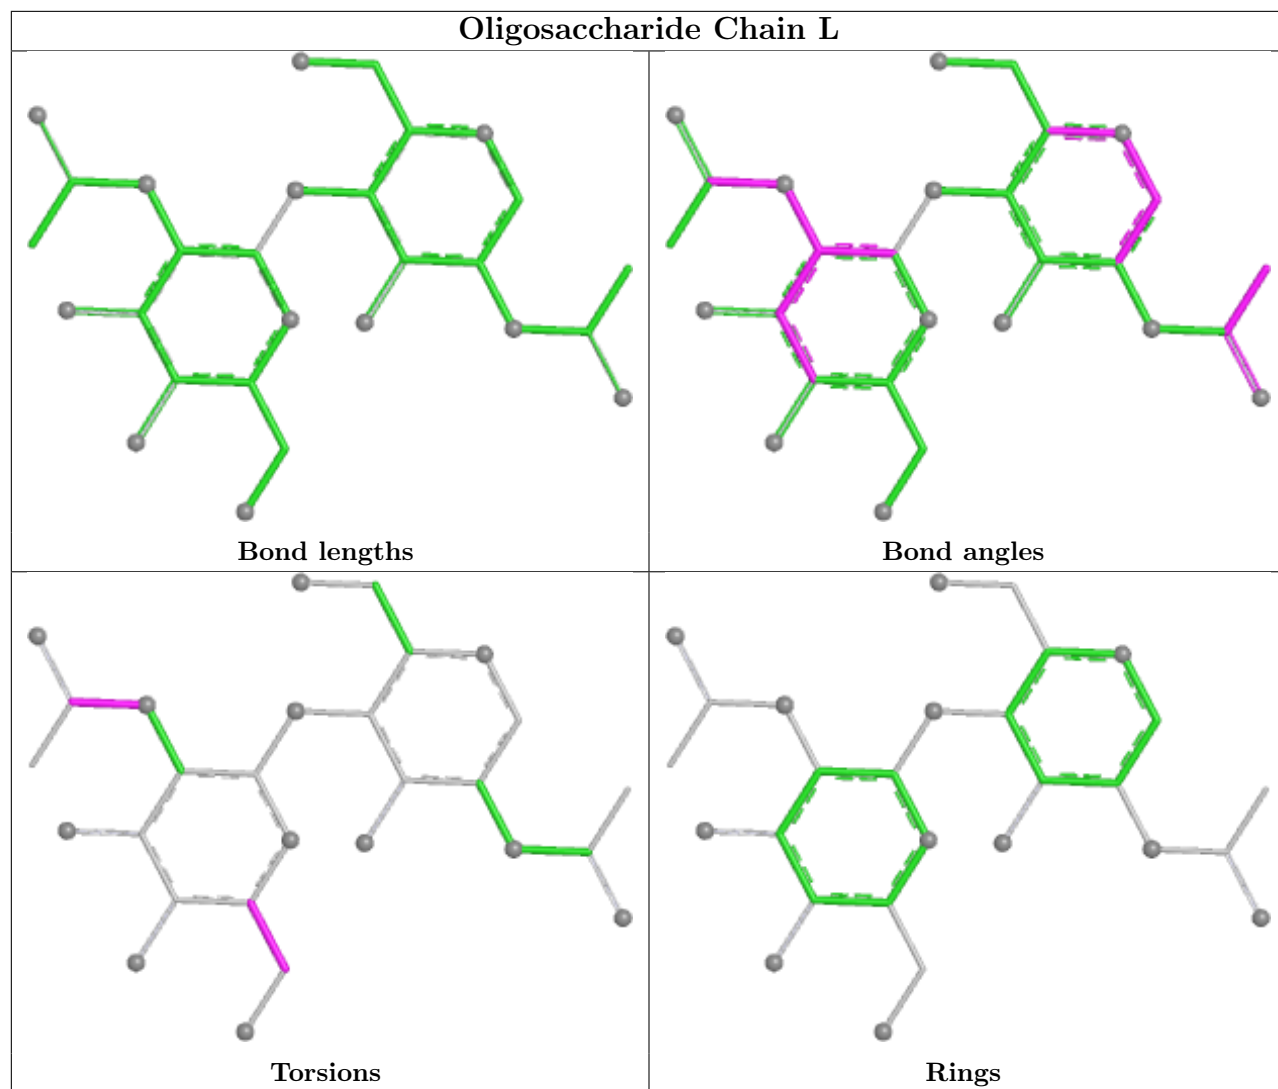 Oligosaccharide Chain L
Bond lengths
Bond angles
Torsions
Rings